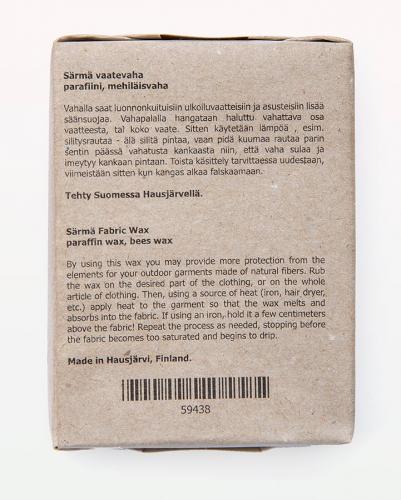 Särmä vaatevaha
parafiini, mehiläisvaha
Vahalla saat luonnonkuituisiin ulkoiluvaatteisiin ja asusteisiin lisää
säänsuojaa. Vahapalalla hangataan haluttu vahattava osa
vaatteesta, tai koko vaate. Sitten käytetään lämpöä , esim.
silitysrautaa - älä silitä pintaa, vaan pidä kuumaa rautaa parin
sentin päässä vahatusta kankaasta niin, että vaha sulaa ja
imeytyy kankaan pintaan. Toista käsittely tarvittaessa uudestaan,
viimeistään sitten kun kangas alkaa falskaamaan.
Tehty Suomessa Hausjärvellä.
Särmä Fabric Wax
paraffin wax, bees wax
By using this wax you may provide more protection from the
elements for your outdoor garments made of natural fibers. Rub
the wax on the desired part of the clothing, or on the whole
article of clothing. Then, using a source of heat (iron, hair dryer,
etc.) apply heat to the garment so that the wax melts and
absorbs into the fabric. If using an iron, hold it a few centimeters
above the fabric! Repeat the process as needed, stopping before
the fabric becomes too saturated and begins to drip.
Made in Hausjärvi, Finland.
59438